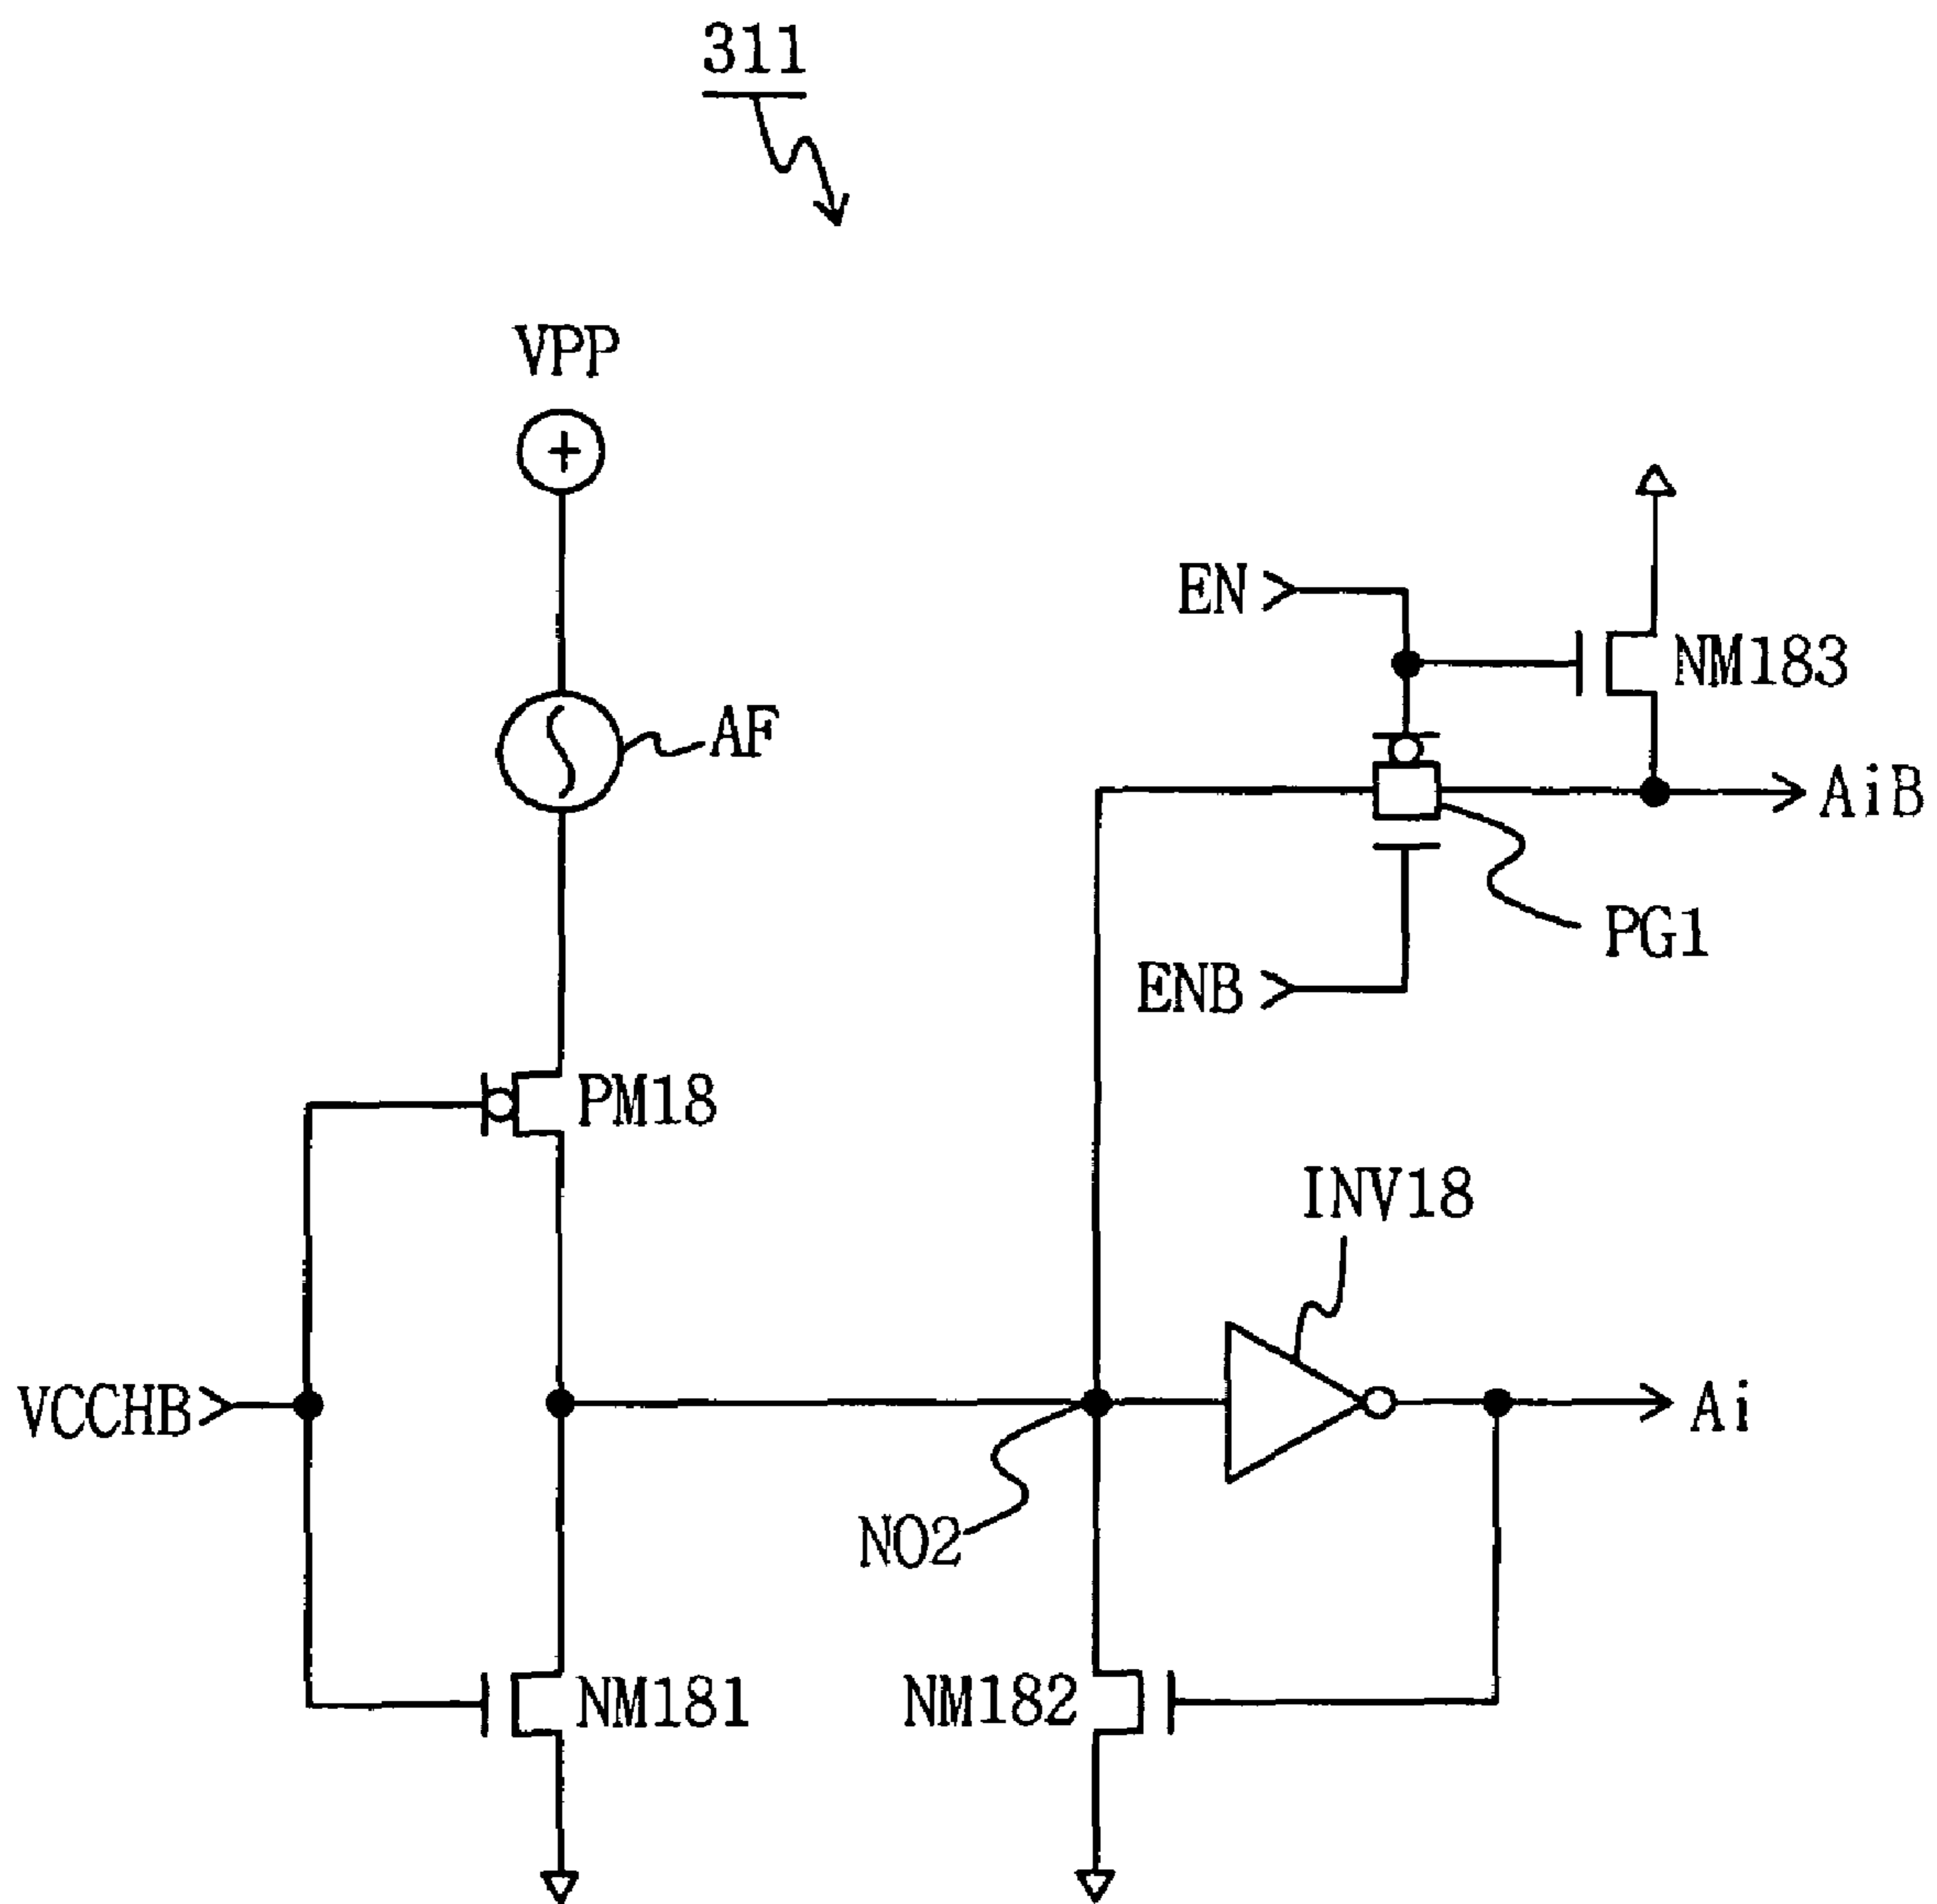 311
VPP
+
EN
NM183
AF
AiB
PG1
ENB
PM18
INV18
VCCHB
Ai
NO2
NM181
NM182